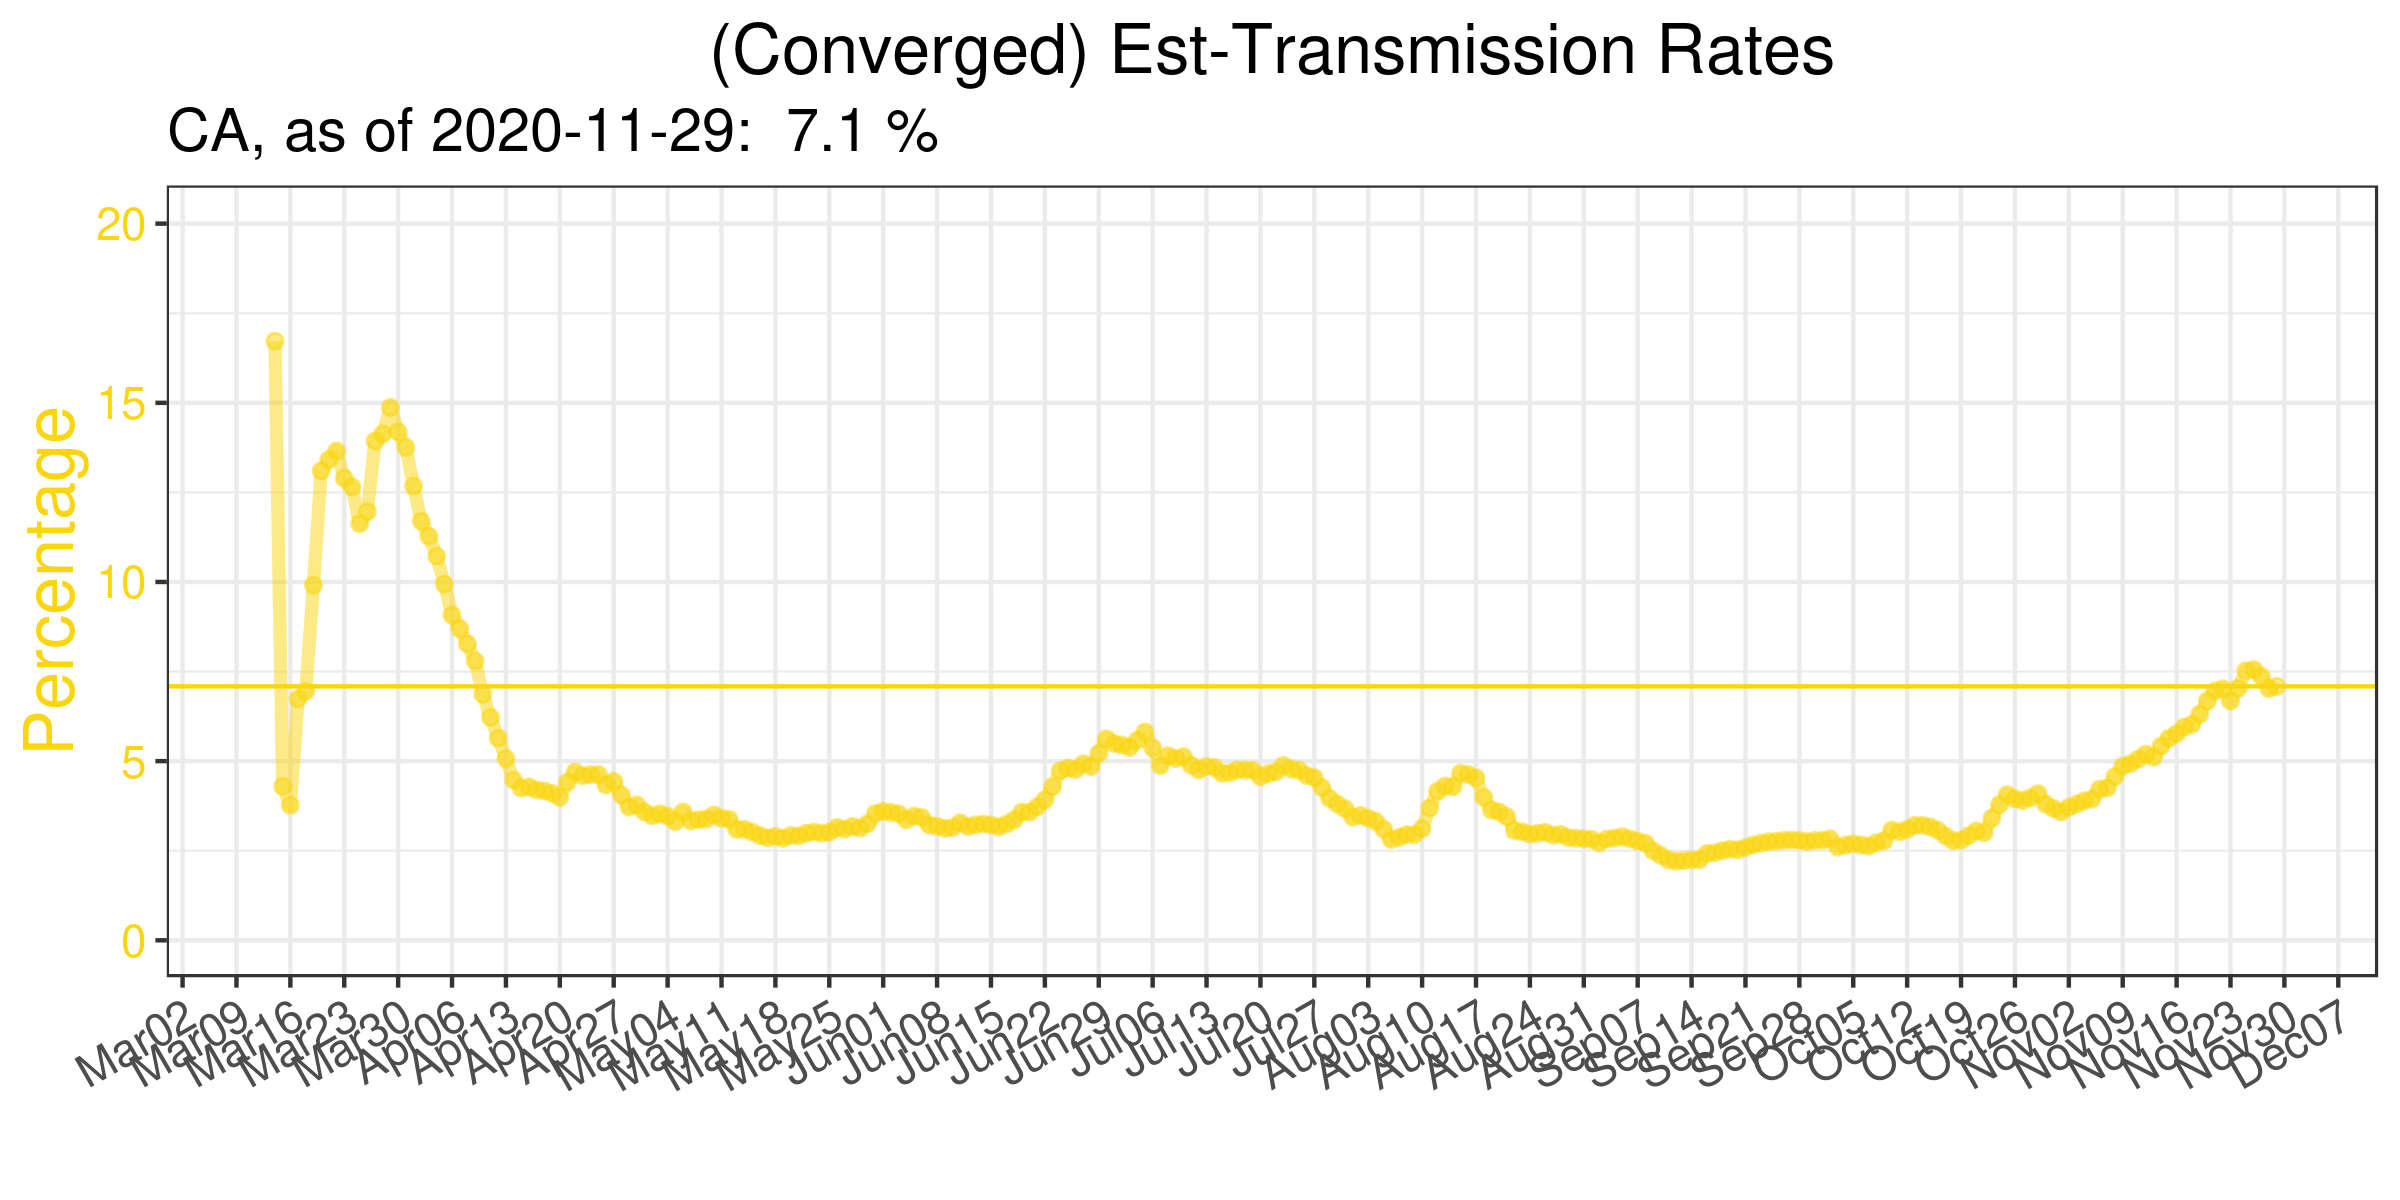 (Converged) Est-Transmission Rates
CA, as of 2020-11-29:  7.1 %
Percentage
20
15
10
5
0
Mar02
Mar09
Mar16
Mar23
Mar30
Apr06
Apr13
Apr20
Apr27
May04
May11
May18
May25
Jun01
Jun08
Jun15
Jun22
Jun29
Jul06
Jul13
Jul20
Jul27
Aug03
Aug10
Aug17
Aug24
Aug31
Sep07
Sep14
Sep21
Sep28
Oct05
Oct12
Oct19
Oct26
Nov02
Nov09
Nov16
Nov23
Nov30
Dec07